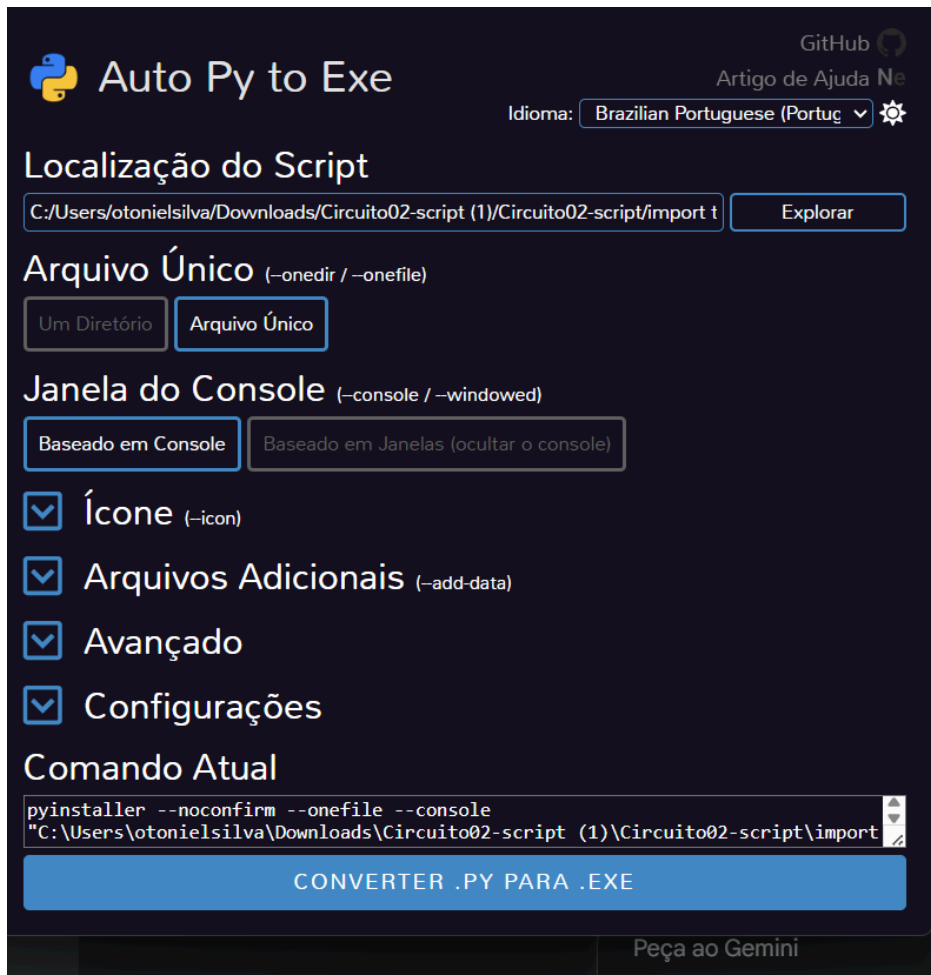 GitHub
Auto Py to Exe
Artigo de Ajuda Ne
Idioma: Brazilian Portuguese (Portug
Localização do Script
C:/Users/otonielsilva/Downloads/Circuito02-script (1)/Circuito02-script/import t
Explorar
Arquivo Único (--onedir / --onefile)
Um Diretório Arquivo Único
Janela do Console (--console / --windowed)
Baseado em Console Baseado em Janelas (ocultar o console)
Ícone (--icon)
Arquivos Adicionais (--add-data)
Avançado
Configurações
Comando Atual
pyinstaller --noconfirm --onefile --console
"C:\Users\otonielsilva\Downloads\Circuito02-script (1)\Circuito02-script\import
CONVERTER .PY PARA .EXE
Peça ao Gemini